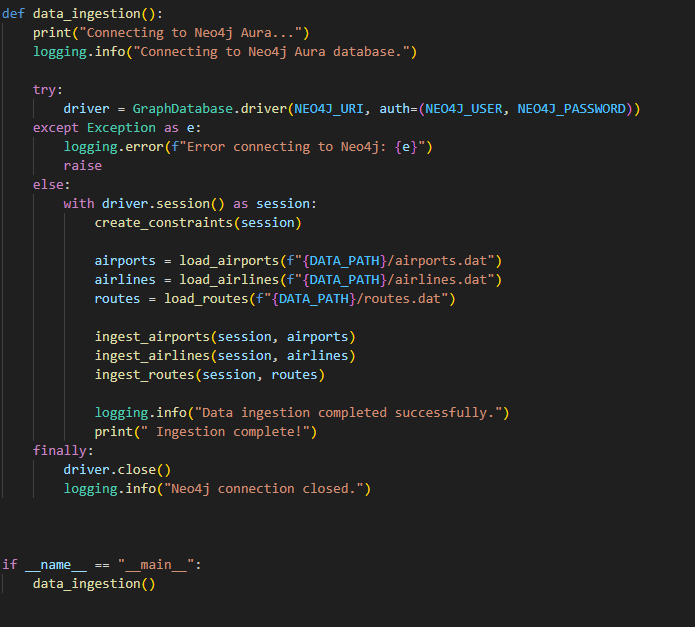 def data_ingestion():
    print("Connecting to Neo4j Aura...")
    logging.info("Connecting to Neo4j Aura database.")

    try:
        driver = GraphDatabase.driver(NEO4J_URI, auth=(NEO4J_USER, NEO4J_PASSWORD))
    except Exception as e:
        logging.error(f"Error connecting to Neo4j: {e}")
        raise
    else:
        with driver.session() as session:
            create_constraints(session)

            airports = load_airports(f"{DATA_PATH}/airports.dat")
            airlines = load_airlines(f"{DATA_PATH}/airlines.dat")
            routes = load_routes(f"{DATA_PATH}/routes.dat")

            ingest_airports(session, airports)
            ingest_airlines(session, airlines)
            ingest_routes(session, routes)

            logging.info("Data ingestion completed successfully.")
            print(" Ingestion complete!")
    finally:
        driver.close()
        logging.info("Neo4j connection closed.")

if __name__ == "__main__":
    data_ingestion()